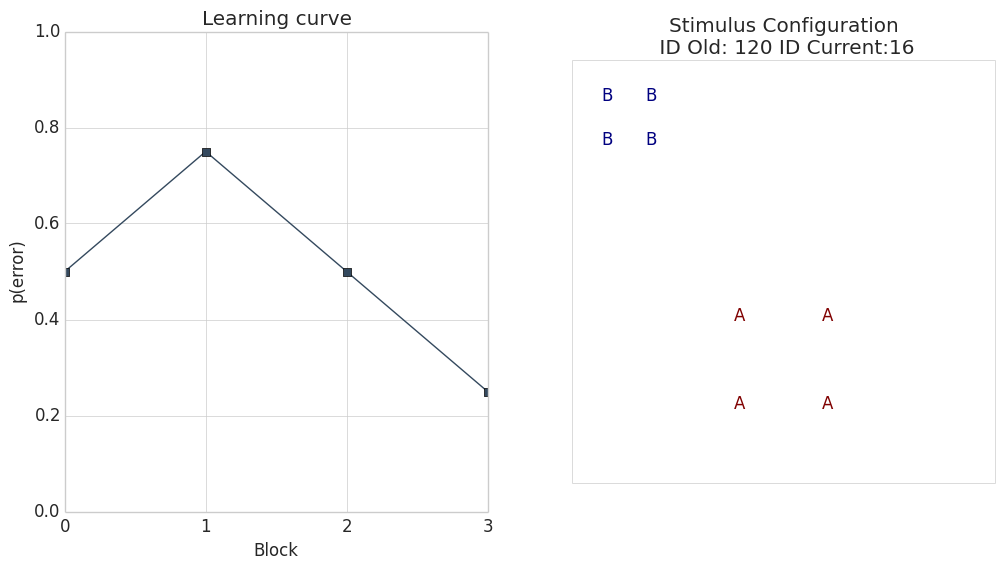 Learning curve
1.0
0.8
0.6
0.4
0.2
0.0
p(error)
0 1 2 3
Block
Stimulus Configuration
ID Old: 120 ID Current:16
B B
B B
A A
A A